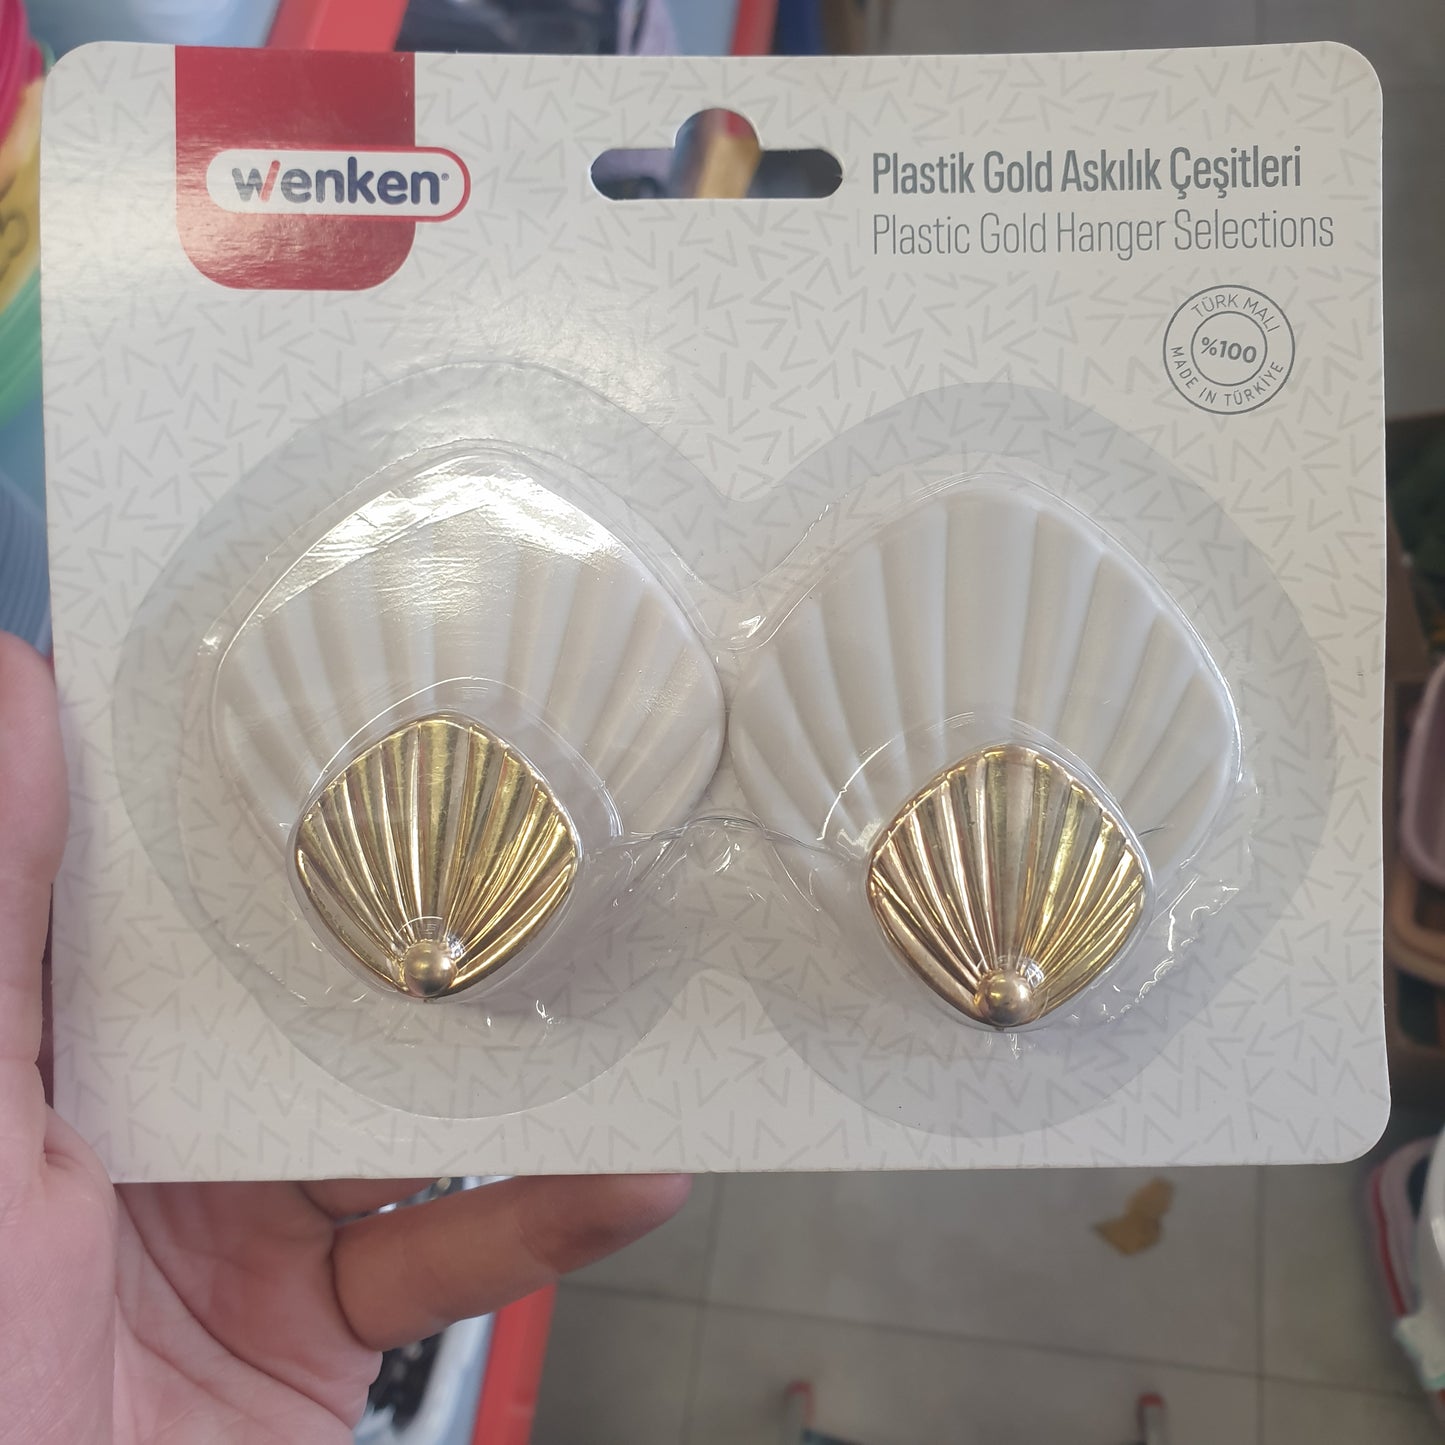 wenken
Plastik Gold Askılık Çeşitleri
Plastic Gold Hanger Selections
TÜRK MALI
%100
MADE IN TÜRKİYE